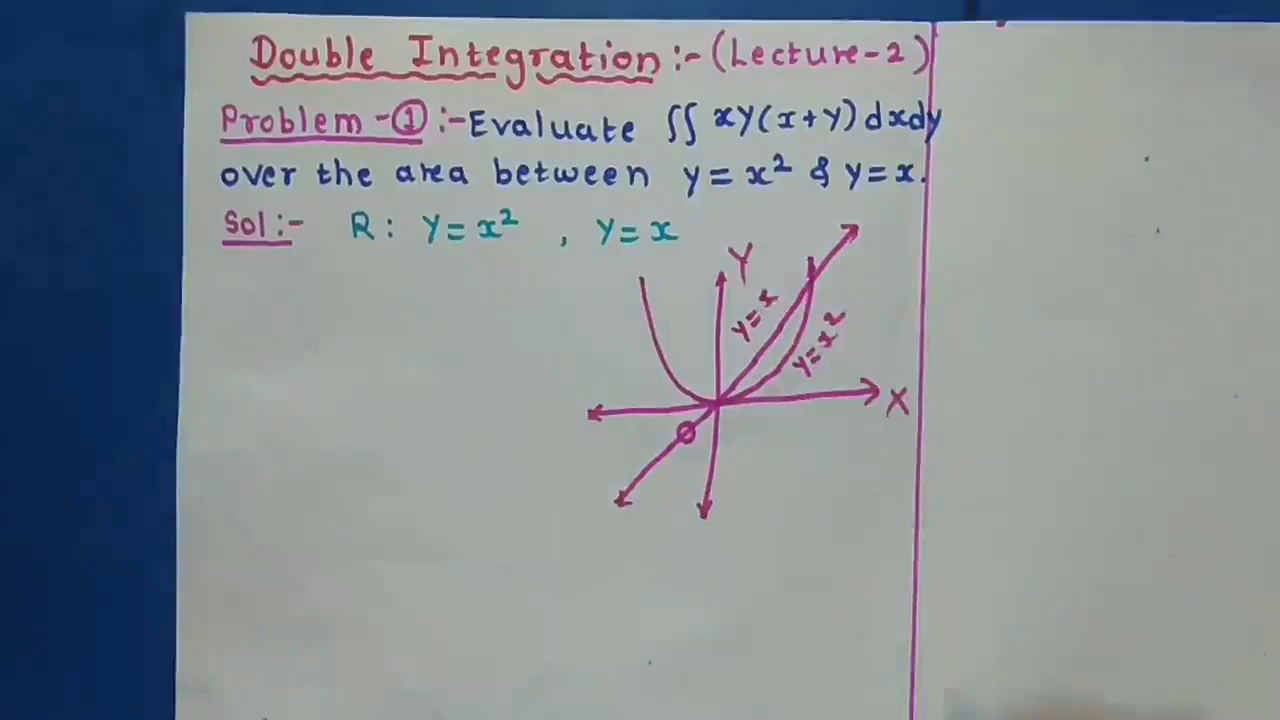 Double Integration:-(Lecture-2)
Problem-①:-Evaluate ∬ xy(x+y)dxdy
over the area between y=x² & y=x.
Sol:- R: y=x² , y=x
Y
y=x
y=x²
X
O